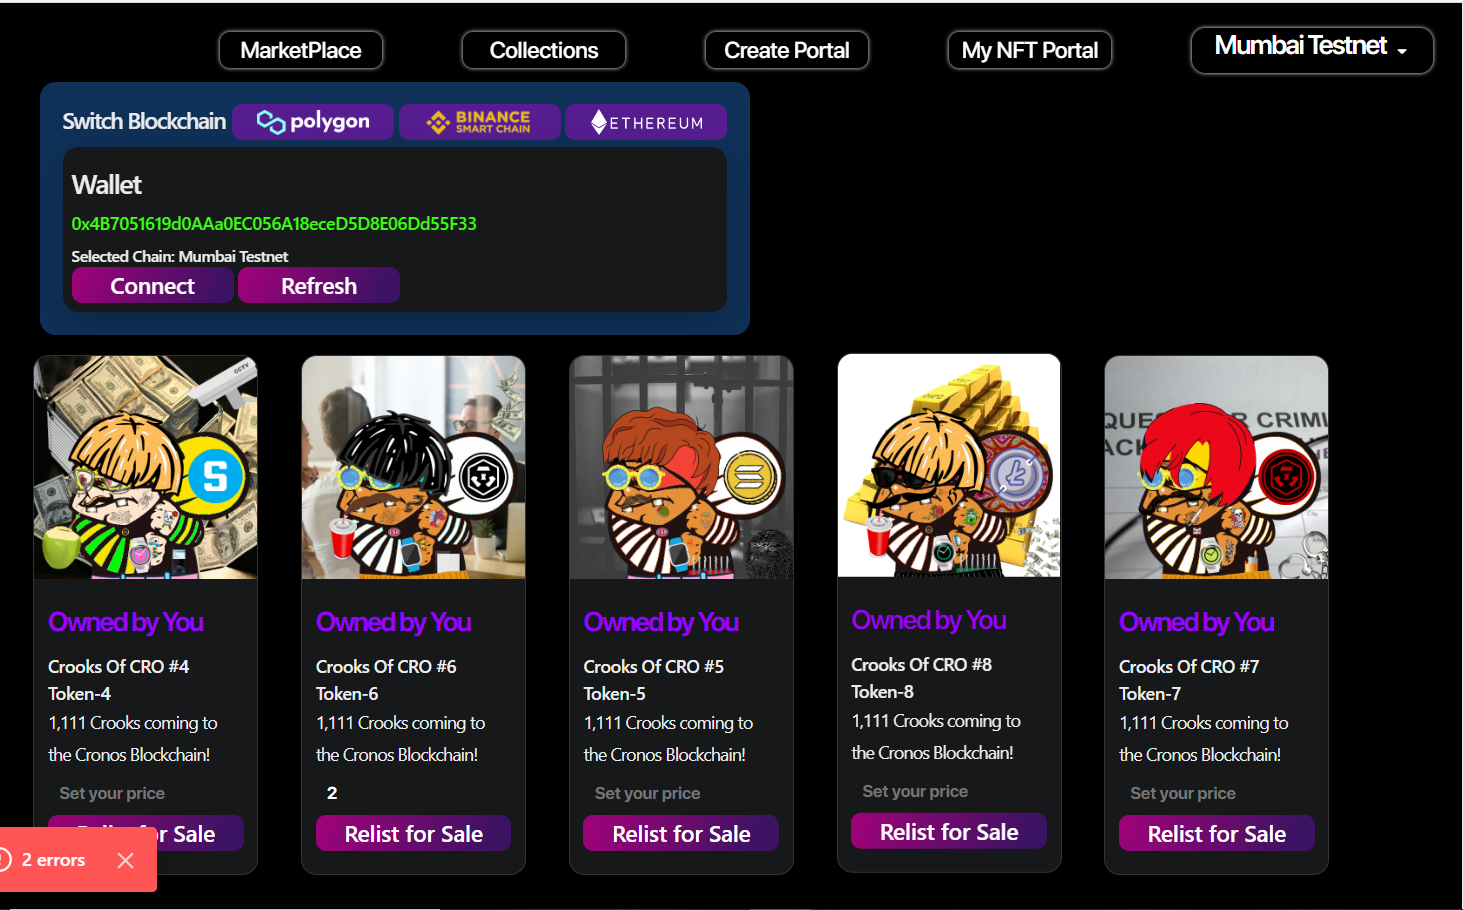 MarketPlace
Collections
Create Portal
My NFT Portal
Mumbai Testnet
Switch Blockchain
polygon
BINANCE
SMART CHAIN
ETHEREUM
Wallet
0x4B7051619d0AAa0EC056A18eceD5D8E06Dd55F33
Selected Chain: Mumbai Testnet
Connect
Refresh
CCTV
Owned by You
Crooks Of CRO #4
Token-4
1,111 Crooks coming to
the Cronos Blockchain!
Set your price
Sale
Owned by You
Crooks Of CRO #6
Token-6
1,111 Crooks coming to
the Cronos Blockchain!
2
Relist for Sale
Owned by You
Crooks Of CRO #5
Token-5
1,111 Crooks coming to
the Cronos Blockchain!
Set your price
Relist for Sale
Owned by You
Crooks Of CRO #8
Token-8
1,111 Crooks coming to
the Cronos Blockchain!
Set your price
Relist for Sale
QUE R CRIM
AC
Owned by You
Crooks Of CRO #7
Token-7
1,111 Crooks coming to
the Cronos Blockchain!
Set your price
Relist for Sale
2 errors